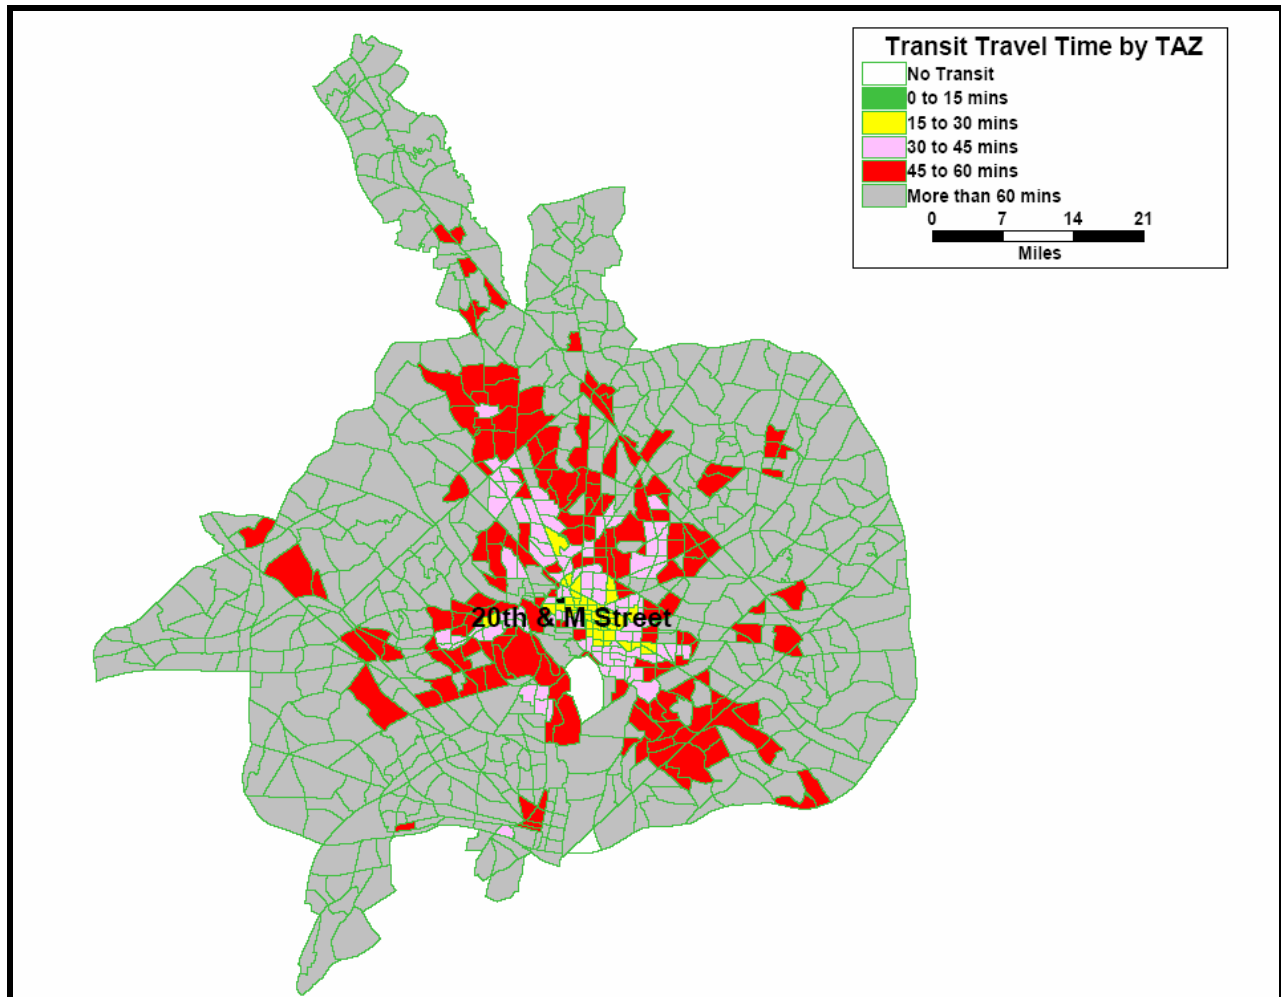 Transit Travel Time by TAZ
No Transit
0 to 15 mins
15 to 30 mins
30 to 45 mins
45 to 60 mins
More than 60 mins
0 7 14 21
Miles
20th & M Street